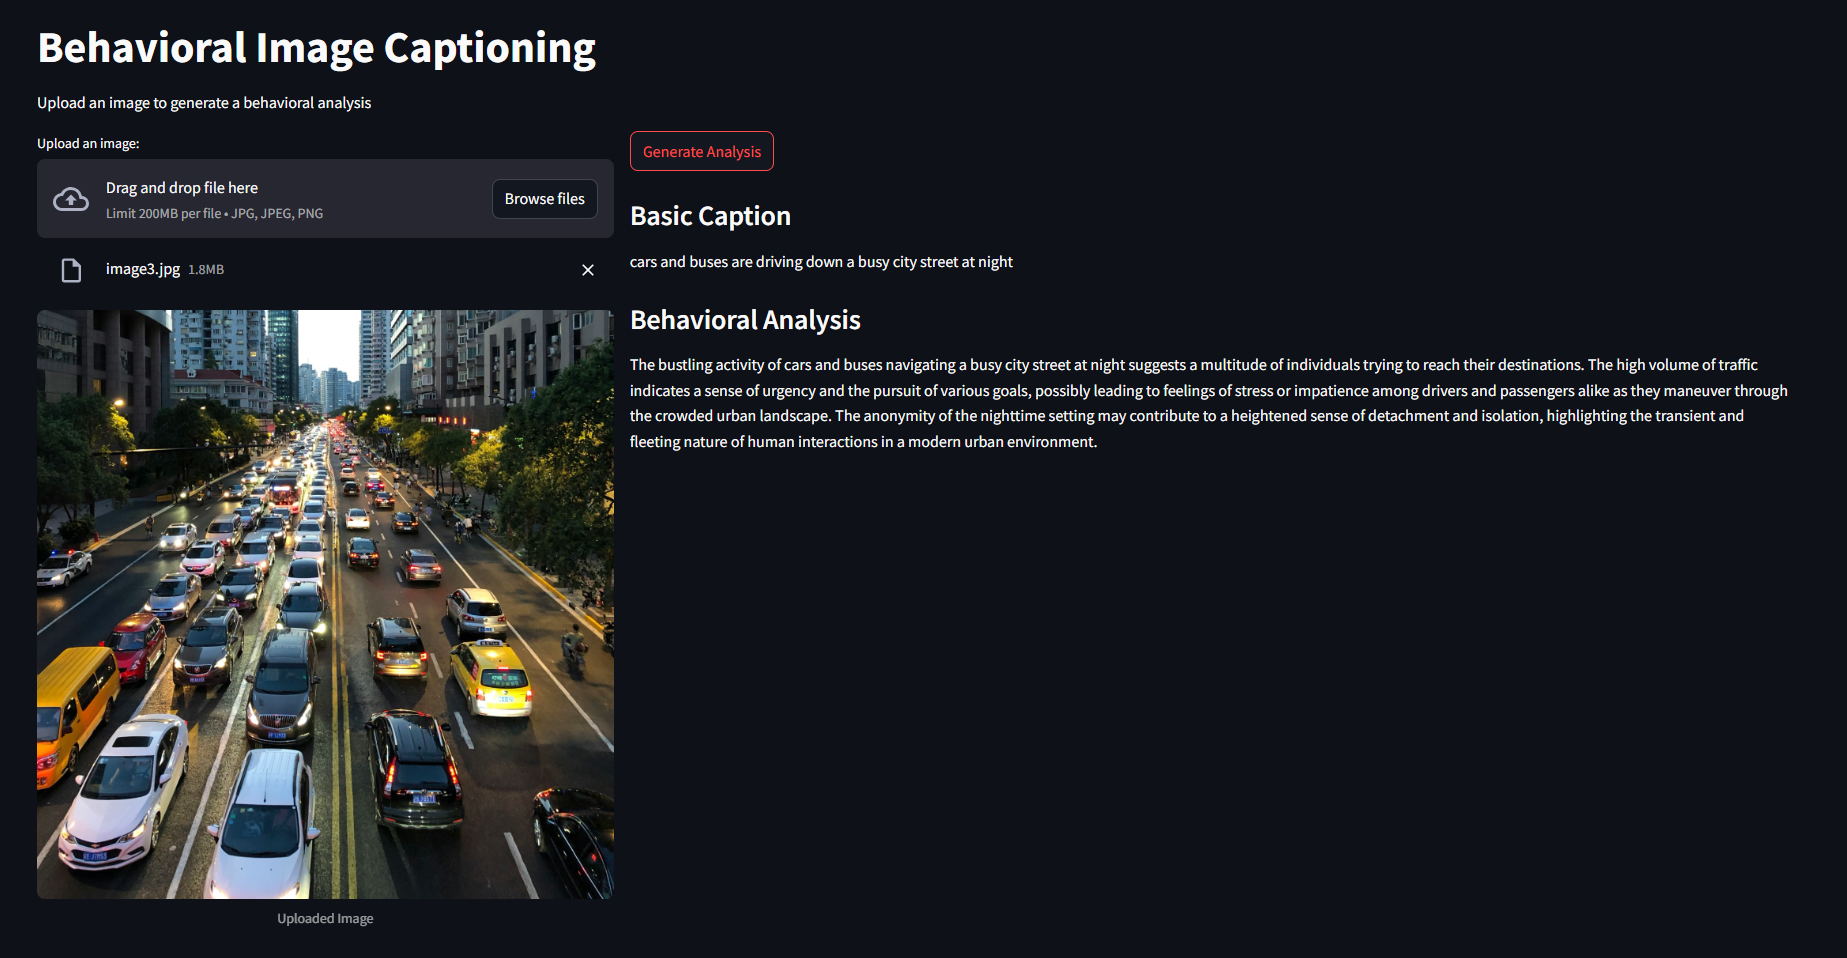 Behavioral Image Captioning
Upload an image to generate a behavioral analysis
Upload an image:
Drag and drop file here
Limit 200MB per file • JPG, JPEG, PNG
Browse files
image3.jpg 1.8MB
Uploaded Image
Generate Analysis
Basic Caption
cars and buses are driving down a busy city street at night
Behavioral Analysis
The bustling activity of cars and buses navigating a busy city street at night suggests a multitude of individuals trying to reach their destinations. The high volume of traffic
indicates a sense of urgency and the pursuit of various goals, possibly leading to feelings of stress or impatience among drivers and passengers alike as they maneuver through
the crowded urban landscape. The anonymity of the nighttime setting may contribute to a heightened sense of detachment and isolation, highlighting the transient and
fleeting nature of human interactions in a modern urban environment.